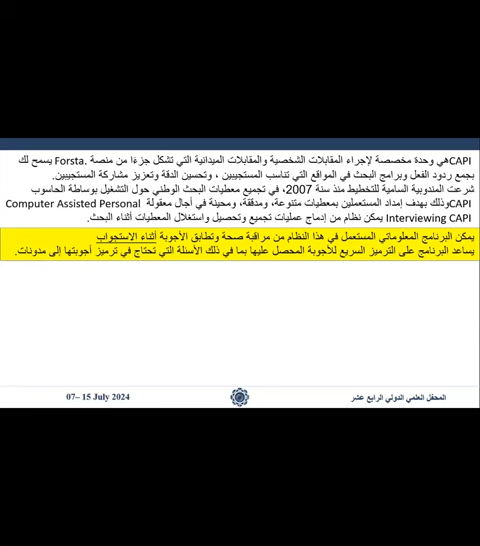 CAPIهي وحدة مخصصة لإجراء المقابلات الشخصية والمقابلات الميدانية التي تشكل جزءًا من منصة .Forsta يسمح لك
بجمع ردود الفعل وبرامج البحث في المواقع التي تناسب المستجيبين ، وتحسين الدقة وتعزيز مشاركة المستجيبين.
شرعت المندوبية السامية للتخطيط منذ سنة 2007، في تجميع معطيات البحث الوطني حول التشغيل بوساطة الحاسوب
CAPIوذلك بهدف إمداد المستعملين بمعطيات متنوعة، ومدققة، ومحينة في أجال معقولة Computer Assisted Personal
Interviewing CAPI يمكن نظام من إدماج عمليات تجميع وتحصيل واستغلال المعطيات أثناء البحث.
يمكن البرنامج المعلوماتي المستعمل في هذا النظام من مراقبة صحة وتطابق الأجوبة أثناء الاستجواب
يساعد البرنامج على الترميز السريع للأجوبة المحصل عليها بما في ذلك الأسئلة التي تحتاج في ترميز أجوبتها إلى مدونات.
المحفل العلمي الدولي الرابع عشر
07– 15 July 2024